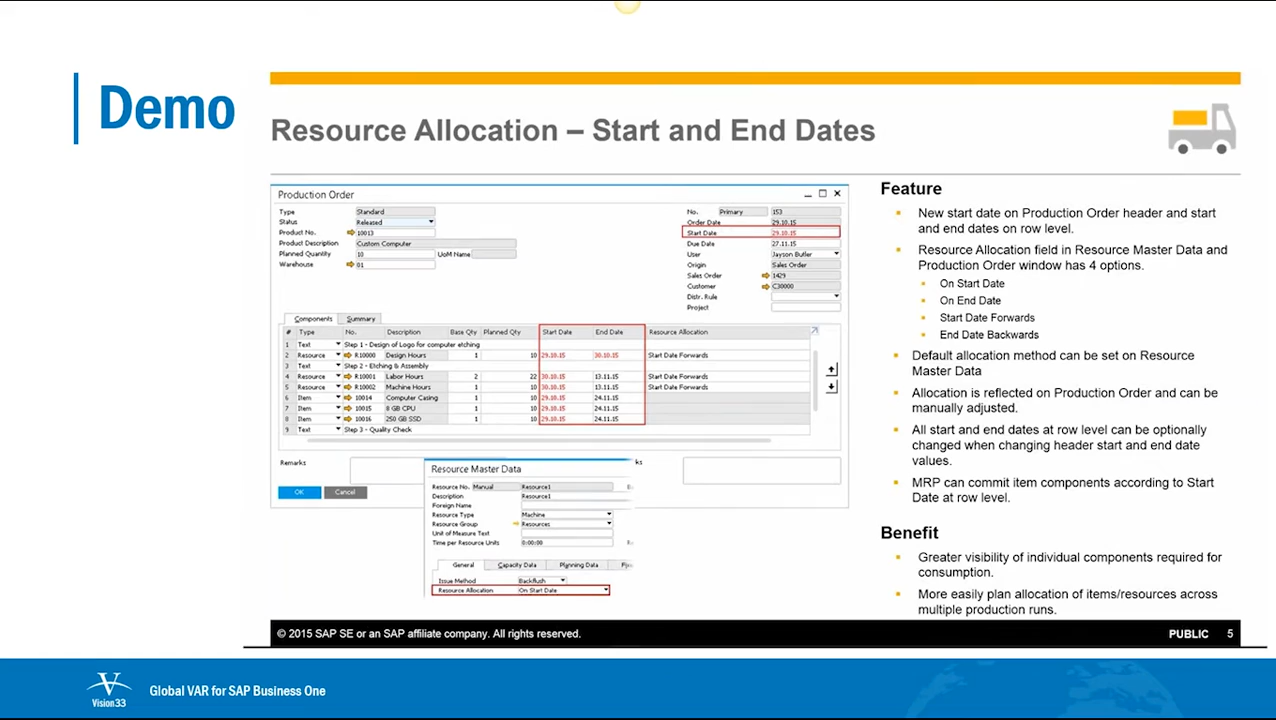 Demo
Resource Allocation – Start and End Dates
Production Order
Type Standard
Status Released
Product No. 10013
Product Description Custom Computer
Planned Quantity 10 UoM Name
Warehouse 01
No. Primary 153
Order Date 29.10.15
Start Date 29.10.15
Due Date 27.11.15
User Jayson Butler
Origin Sales Order
Sales Order 1429
Customer C30000
Distr. Rule
Project
Components Summary
# Type No. Description Base Qty Planned Qty Start Date End Date Resource Allocation
1 Text Step 1 - Design of Logo for computer etching
2 Resource R10000 Design Hours 1 10 29.10.15 30.10.15 Start Date Forwards
3 Text Step 2 - Etching & Assembly
4 Resource R10001 Labor Hours 2 22 30.10.15 13.11.15 Start Date Forwards
5 Resource R10002 Machine Hours 1 10 30.10.15 13.11.15 Start Date Forwards
6 Item 10014 Computer Casing 1 10 29.10.15 24.11.15
7 Item 10015 8 GB CPU 1 10 29.10.15 24.11.15
8 Item 10016 250 GB SSD 1 10 29.10.15 24.11.15
9 Text Step 3 - Quality Check
Remarks
OK Cancel
Resource Master Data
Resource No. Manual Resource1
Description Resource1
Foreign Name
Resource Type Machine
Resource Group Resources
Unit of Measure Text
Time per Resource Units 0:00:00
General Capacity Data Planning Data
Issue Method Backflush
Resource Allocation On Start Date
Feature
New start date on Production Order header and start
and end dates on row level.
Resource Allocation field in Resource Master Data and
Production Order window has 4 options.
On Start Date
On End Date
Start Date Forwards
End Date Backwards
Default allocation method can be set on Resource
Master Data
Allocation is reflected on Production Order and can be
manually adjusted.
All start and end dates at row level can be optionally
changed when changing header start and end date
values.
MRP can commit item components according to Start
Date at row level.
Benefit
Greater visibility of individual components required for
consumption.
More easily plan allocation of items/resources across
multiple production runs.
© 2015 SAP SE or an SAP affiliate company. All rights reserved.
PUBLIC 5
Vision33
Global VAR for SAP Business One